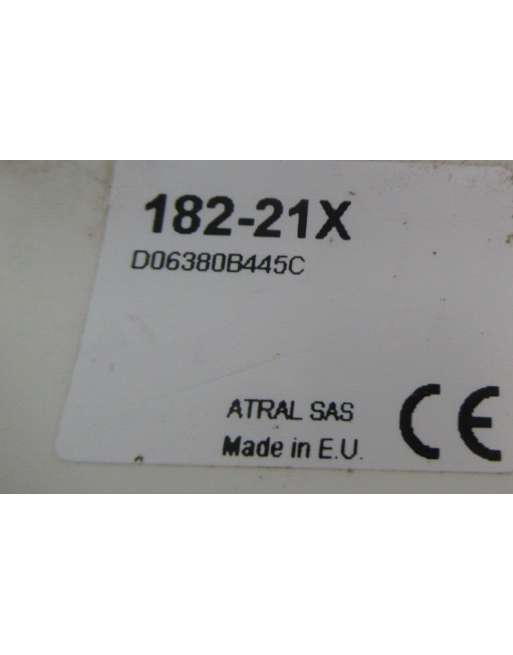 182-21X
D06380B445C
ATRAL SAS
Made in E.U.
CE